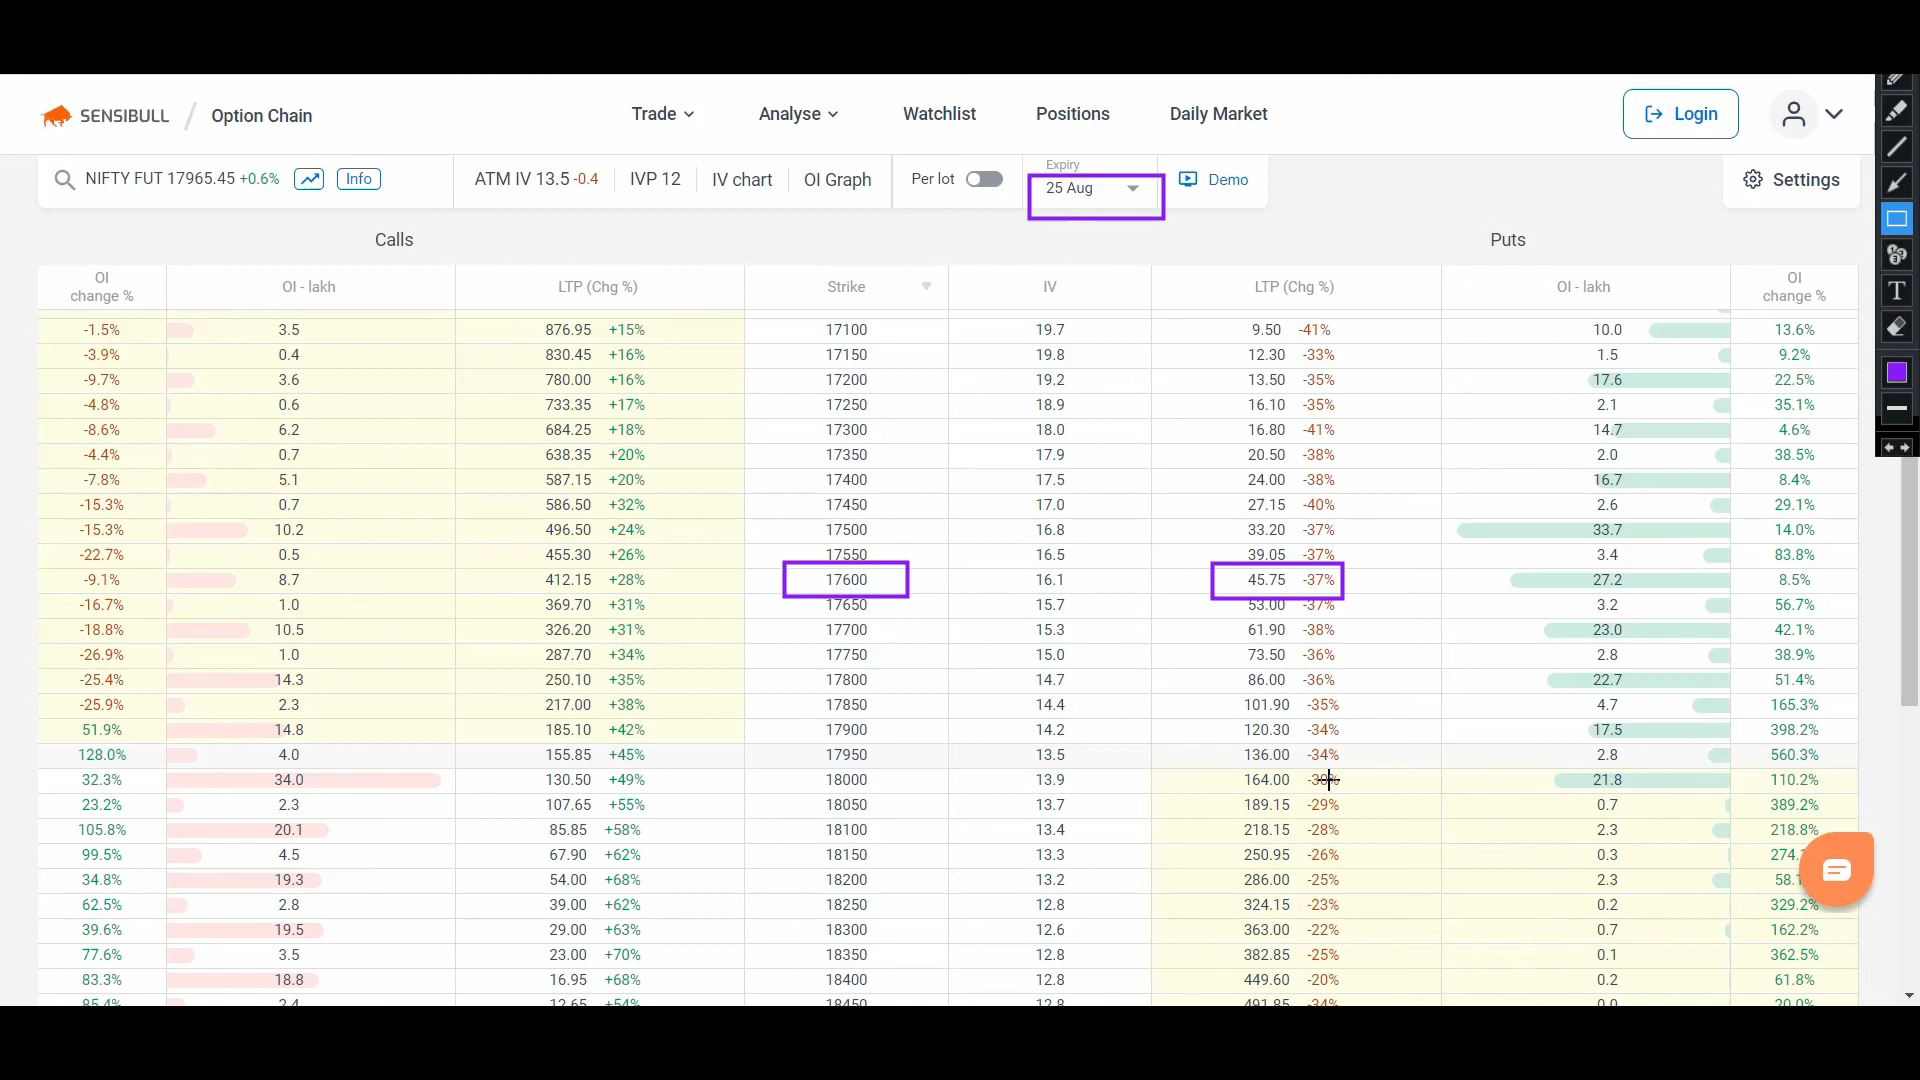 SENSIBULL / Option Chain Trade Analyse Watchlist Positions Daily Market Login
NIFTY FUT 17965.45 +0.6% Info ATM IV 13.5 -0.4 IVP 12 IV chart OI Graph Per lot Expiry 25 Aug Demo Settings
Calls Puts
OI change % OI - lakh LTP (Chg %) Strike IV LTP (Chg %) OI - lakh OI change %
-1.5% 3.5 876.95 +15% 17100 19.7 9.50 -41% 10.0 13.6%
-3.9% 0.4 830.45 +16% 17150 19.8 12.30 -33% 1.5 9.2%
-9.7% 3.6 780.00 +16% 17200 19.2 13.50 -35% 17.6 22.5%
-4.8% 0.6 733.35 +17% 17250 18.9 16.10 -35% 2.1 35.1%
-8.6% 6.2 684.25 +18% 17300 18.0 16.80 -41% 14.7 4.6%
-4.4% 0.7 638.35 +20% 17350 17.9 20.50 -38% 2.0 38.5%
-7.8% 5.1 587.15 +20% 17400 17.5 24.00 -38% 16.7 8.4%
-15.3% 0.7 586.50 +32% 17450 17.0 27.15 -40% 2.6 29.1%
-15.3% 10.2 496.50 +24% 17500 16.8 33.20 -37% 33.7 14.0%
-22.7% 0.5 455.30 +26% 17550 16.5 39.05 -37% 3.4 83.8%
-9.1% 8.7 412.15 +28% 17600 16.1 45.75 -37% 27.2 8.5%
-16.7% 1.0 369.70 +31% 17650 15.7 53.00 -37% 3.2 56.7%
-18.8% 10.5 326.20 +31% 17700 15.3 61.90 -38% 23.0 42.1%
-26.9% 1.0 287.70 +34% 17750 15.0 73.50 -36% 2.8 38.9%
-25.4% 14.3 250.10 +35% 17800 14.7 86.00 -36% 22.7 51.4%
-25.9% 2.3 217.00 +38% 17850 14.4 101.90 -35% 4.7 165.3%
51.9% 14.8 185.10 +42% 17900 14.2 120.30 -34% 17.5 398.2%
128.0% 4.0 155.85 +45% 17950 13.5 136.00 -34% 2.8 560.3%
32.3% 34.0 130.50 +49% 18000 13.9 164.00 21.8 110.2%
23.2% 2.3 107.65 +55% 18050 13.7 189.15 -29% 0.7 389.2%
105.8% 20.1 85.85 +58% 18100 13.4 218.15 -28% 2.3 218.8%
99.5% 4.5 67.90 +62% 18150 13.3 250.95 -26% 0.3
34.8% 19.3 54.00 +68% 18200 13.2 286.00 -25% 2.3
62.5% 2.8 39.00 +62% 18250 12.8 324.15 -23% 0.2 329.2%
39.6% 19.5 29.00 +63% 18300 12.6 363.00 -22% 0.7 162.2%
77.6% 3.5 23.00 +70% 18350 12.8 382.85 -25% 0.1 362.5%
83.3% 18.8 16.95 +68% 18400 12.8 449.60 -20% 0.2 61.8%
85.4% 2.4 12.65 +54% 18450 12.8 491.85 -34% 0.0 20.0%